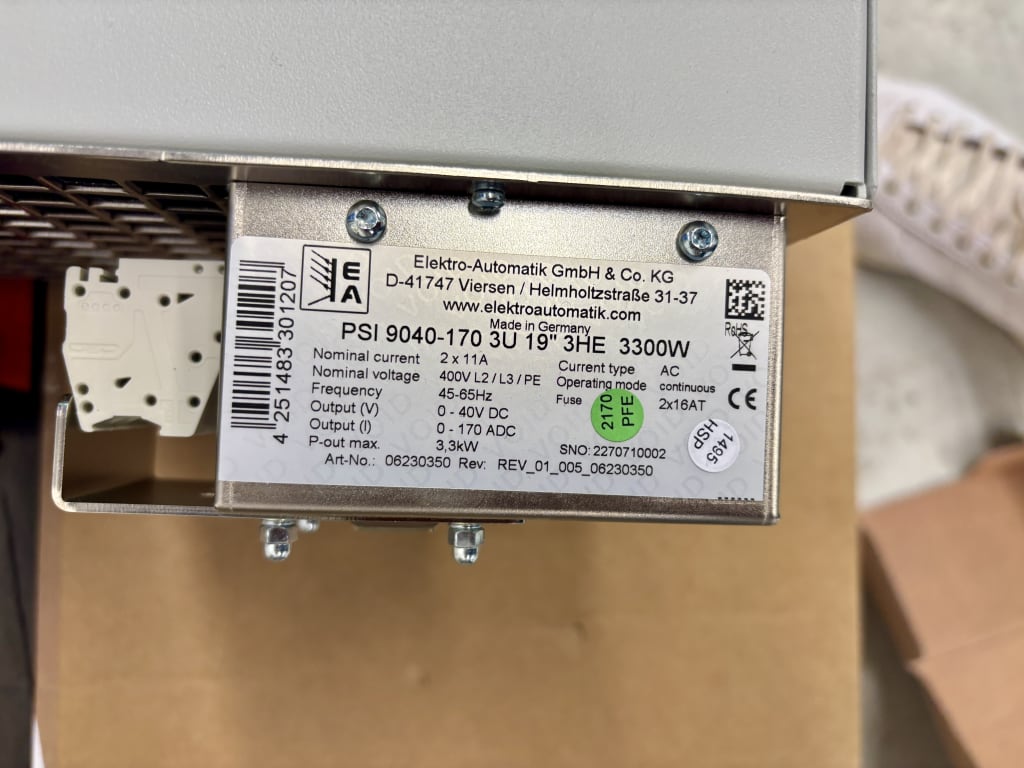 EA
Elektro-Automatik GmbH & Co. KG
D-41747 Viersen / Helmholtzstraße 31-37
www.elektroautomatik.com
Made in Germany
PSI 9040-170 3U 19" 3HE 3300W
Nominal current 2 x 11A
Nominal voltage 400V L2 / L3 / PE
Frequency 45-65Hz
Output (V) 0 - 40V DC
Output (I) 0 - 170 ADC
P-out max. 3,3kW
Art-No.: 06230350 Rev: REV_01_005_06230350
Current type AC
Operating mode continuous
Fuse 2x16AT
SNO: 2270710002
RoHS
CE
2170
PFE
1495
HSP
4 251483 301207